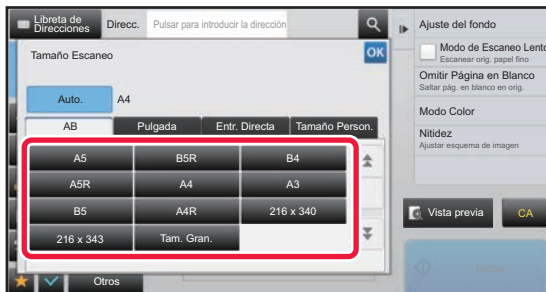 Libreta de
Direcciones
Direcc.
Pulsar para introducir la dirección
Tamaño Escaneo
OK
Auto.
A4
AB
Pulgada
Entr. Directa
Tamaño Person.
A5
B5R
B4
A5R
A4
A3
B5
A4R
216 x 340
216 x 343
Tam. Gran.
Otros
Ajuste del fondo
Modo de Escaneo Lento
Escanear orig. papel fino
Omitir Página en Blanco
Saltar pág. en blanco en orig.
Modo Color
Nitidez
Ajustar esquema de imagen
Vista previa
CA